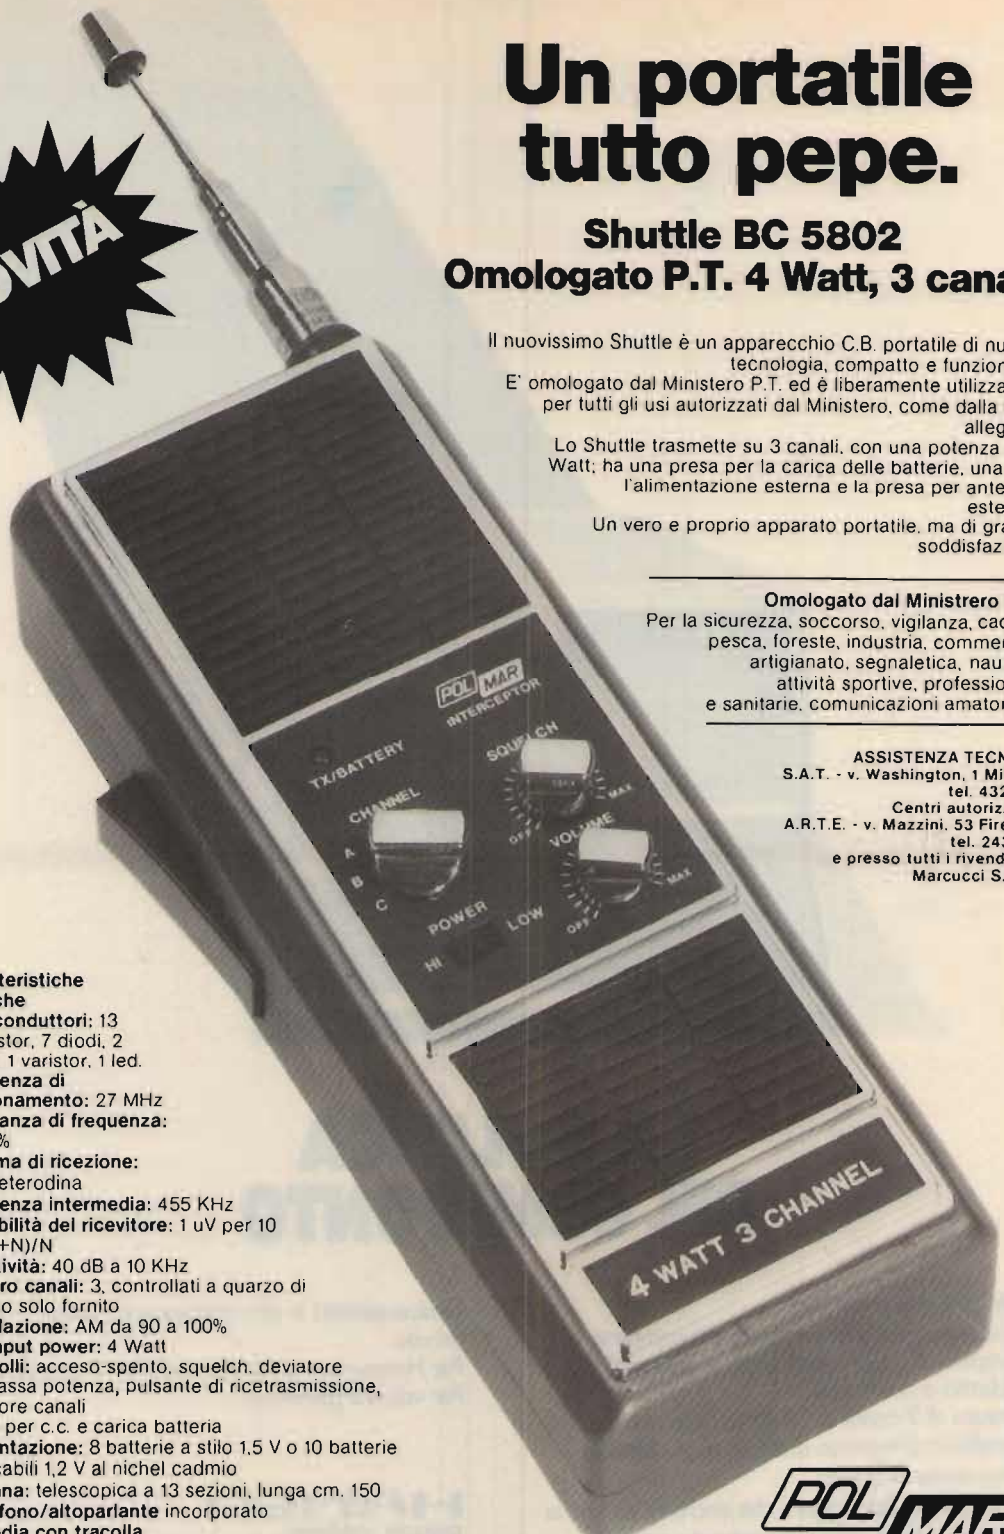 Un portatile
tutto pepe.
Shuttle BC 5802
Omologato P.T. 4 Watt, 3 cana
OVITÀ
Il nuovissimo Shuttle è un apparecchio C.B. portatile di nu
tecnologia, compatto e funzion
E' omologato dal Ministero P.T. ed è liberamente utilizza
per tutti gli usi autorizzati dal Ministero, come dalla
alleg
Lo Shuttle trasmette su 3 canali, con una potenza
Watt; ha una presa per la carica delle batterie, una
l'alimentazione esterna e la presa per ante
este
Un vero e proprio apparato portatile, ma di gra
soddisfaz
Omologato dal Ministrero
Per la sicurezza, soccorso, vigilanza, cac
pesca, foreste, industria, commer
artigianato, segnaletica, nau
attività sportive, professio
e sanitarie, comunicazioni amator
ASSISTENZA TECN
S.A.T. - v. Washington, 1 Mi
tel. 432
Centri autoriz
A.R.T.E. - v. Mazzini, 53 Fire
tel. 243
e presso tutti i rivend
Marcucci S.
POL MAR
INTERCEPTOR
TX/BATTERY
SQUELCH
OFF MAX
CHANNEL
A
B
C
VOLUME
OFF MAX
POWER
HI LOW
4 WATT 3 CHANNEL
tteristiche
che
conduttori: 13
stor, 7 diodi, 2
1 varistor, 1 led.
enza di
onamento: 27 MHz
anza di frequenza:
%
ma di ricezione:
eterodina
enza intermedia: 455 KHz
bilità del ricevitore: 1 uV per 10
+N)/N
ività: 40 dB a 10 KHz
ro canali: 3, controllati a quarzo di
o solo fornito
lazione: AM da 90 a 100%
nput power: 4 Watt
olli: acceso-spento, squelch, deviatore
assa potenza, pulsante di ricetrasmissione,
ore canali
per c.c. e carica batteria
ntazione: 8 batterie a stilo 1,5 V o 10 batterie
cabili 1,2 V al nichel cadmio
na: telescopica a 13 sezioni, lunga cm. 150
fono/altoparlante incorporato
dia con tracolla
POL MAR